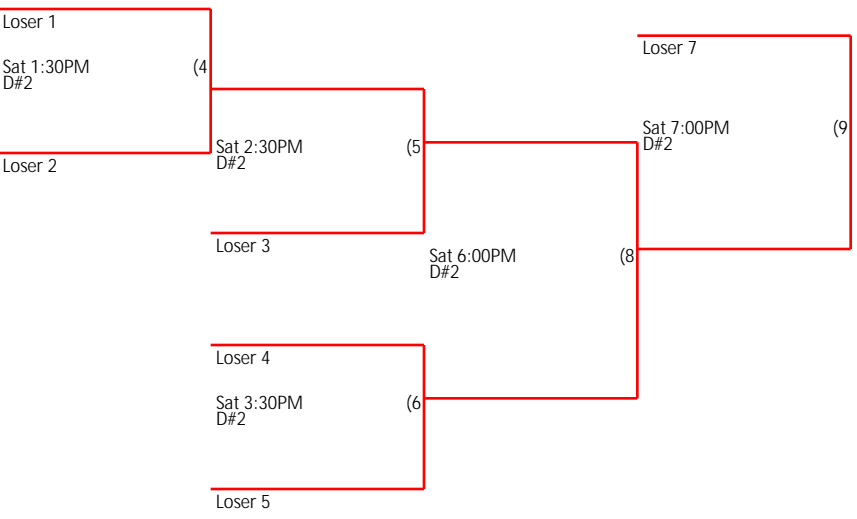 Loser 1
Sat 1:30PM (4
D#2
Loser 2
Sat 2:30PM (5
D#2
Loser 3
Sat 6:00PM (8
D#2
Loser 4
Sat 3:30PM (6
D#2
Loser 5
Loser 7
Sat 7:00PM (9
D#2